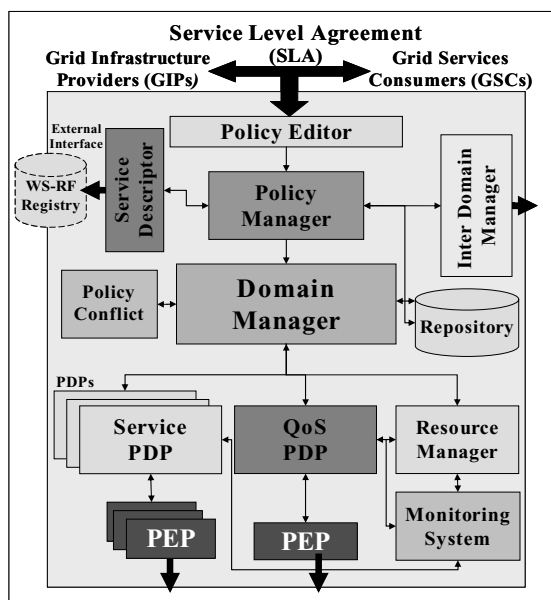 Service Level Agreement
(SLA)
Grid Infrastructure
Providers (GIPs)
Grid Services
Consumers (GSCs)
Policy Editor
External
Interface
WS-RF
Registry
Service
Descriptor
Policy
Manager
Inter Domain
Manager
Policy
Conflict
Domain
Manager
Repository
PDPs
Service
PDP
QoS
PDP
Resource
Manager
PEP
PEP
Monitoring
System